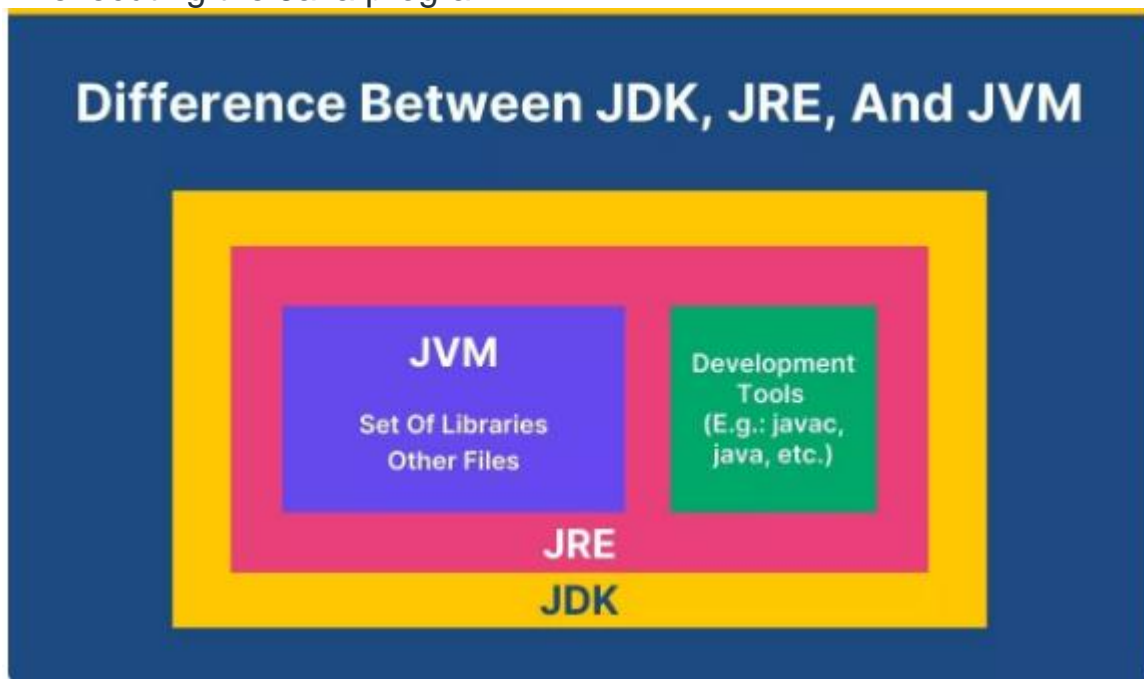 Difference Between JDK, JRE, And JVM
JVM
Set Of Libraries
Other Files
Development
Tools
(E.g.: javac,
java, etc.)
JRE
JDK